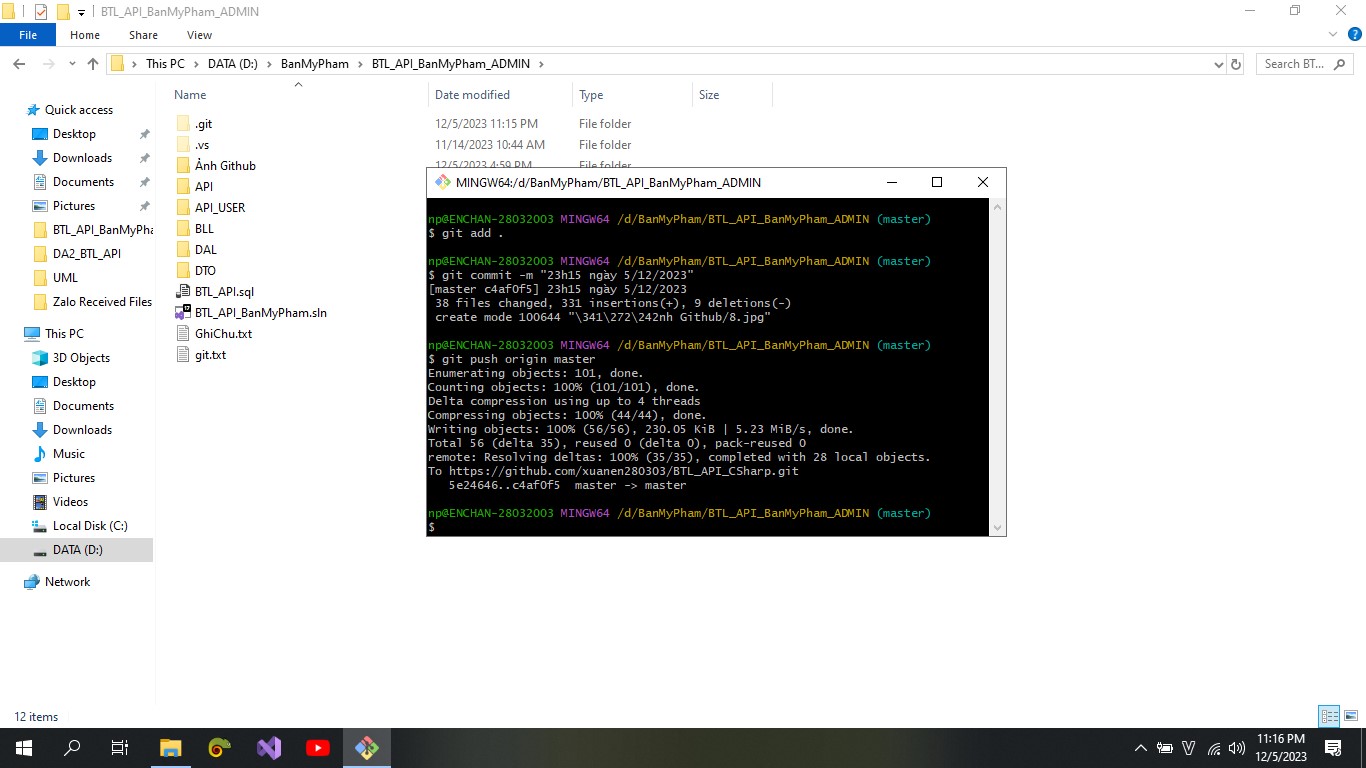 BTL_API_BanMyPham_ADMIN
File Home Share View
This PC DATA (D:) BanMyPham BTL_API_BanMyPham_ADMIN
Search BT...
Name Date modified Type Size
Quick access
Desktop
Downloads
Documents
Pictures
BTL_API_BanMyPha
DA2_BTL_API
UML
Zalo Received Files
This PC
3D Objects
Desktop
Documents
Downloads
Music
Pictures
Videos
Local Disk (C:)
DATA (D:)
Network
.git 12/5/2023 11:15 PM File folder
.vs 11/14/2023 10:44 AM File folder
Ảnh Github 12/5/2023 4:59 PM File folder
API
API_USER
BLL
DAL
DTO
BTL_API.sql
BTL_API_BanMyPham.sln
GhiChu.txt
git.txt
MINGW64:/d/BanMyPham/BTL_API_BanMyPham_ADMIN
np@ENCHAN-28032003 MINGW64 /d/BanMyPham/BTL_API_BanMyPham_ADMIN (master)
$ git add .
np@ENCHAN-28032003 MINGW64 /d/BanMyPham/BTL_API_BanMyPham_ADMIN (master)
$ git commit -m "23h15 ngày 5/12/2023"
[master c4af0f5] 23h15 ngày 5/12/2023
38 files changed, 331 insertions(+), 9 deletions(-)
create mode 100644 "\341\272\242nh Github/8.jpg"
np@ENCHAN-28032003 MINGW64 /d/BanMyPham/BTL_API_BanMyPham_ADMIN (master)
$ git push origin master
Enumerating objects: 101, done.
Counting objects: 100% (101/101), done.
Delta compression using up to 4 threads
Compressing objects: 100% (44/44), done.
Writing objects: 100% (56/56), 230.05 KiB | 5.23 MiB/s, done.
Total 56 (delta 35), reused 0 (delta 0), pack-reused 0
remote: Resolving deltas: 100% (35/35), completed with 28 local objects.
To https://github.com/xuanen280303/BTL_API_CSharp.git
5e24646..c4af0f5 master -> master
np@ENCHAN-28032003 MINGW64 /d/BanMyPham/BTL_API_BanMyPham_ADMIN (master)
$
12 items
11:16 PM
12/5/2023